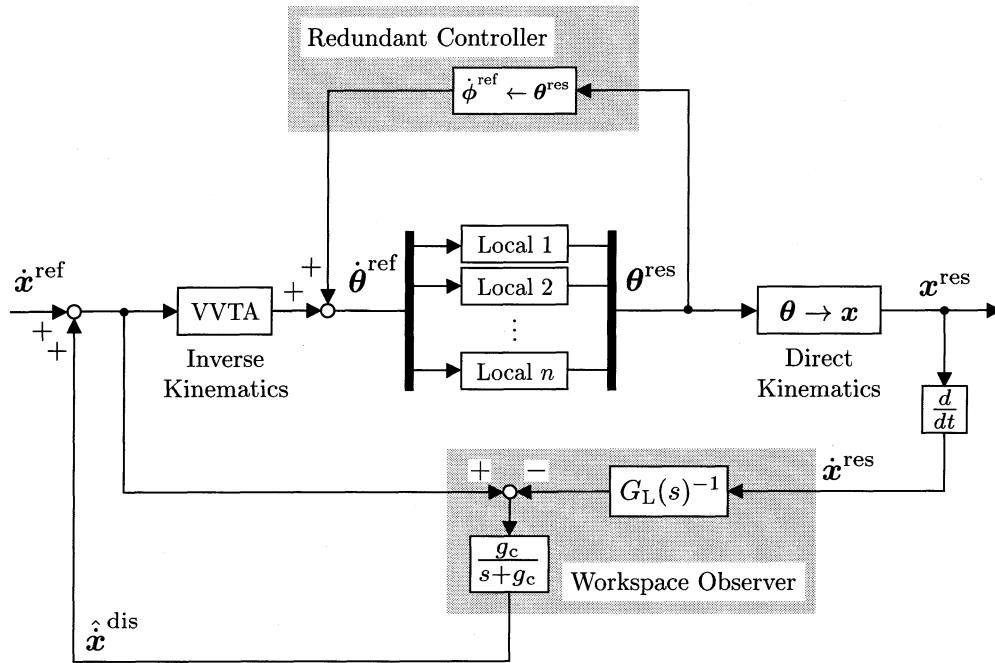 Redundant Controller
ϕ̇^ref ← θ^res
ẋ^ref
+
+
VVTA
Inverse
Kinematics
+
+
θ̇^ref
Local 1
Local 2
⋮
Local n
θ^res
θ → x
Direct
Kinematics
x^res
d/dt
ẋ^res
G_L(s)^−1
+
−
g_c/(s+g_c)
Workspace Observer
x̂̇^dis